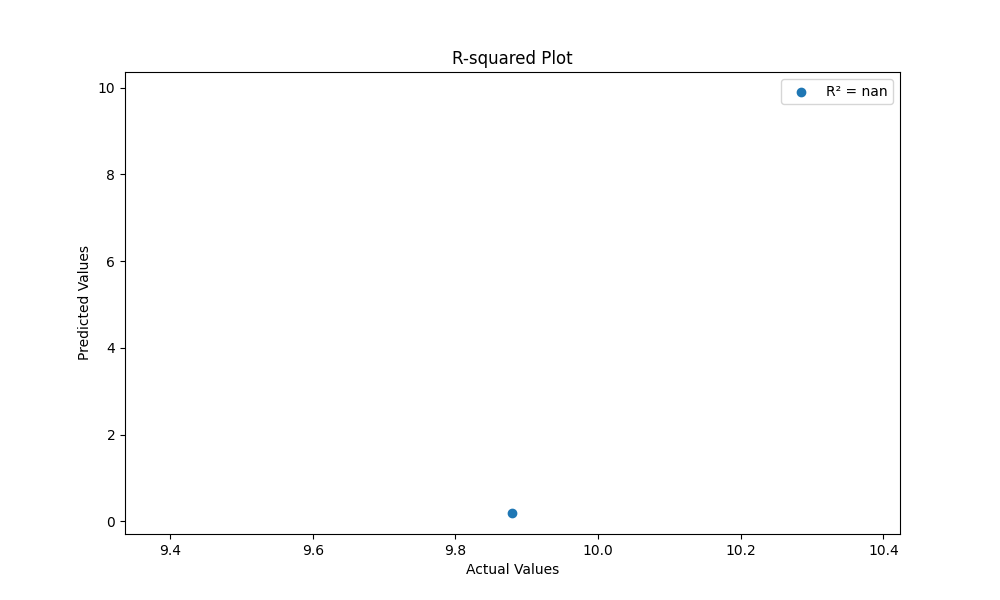 R-squared Plot
R² = nan
Predicted Values
10
8
6
4
2
0
9.4 9.6 9.8 10.0 10.2 10.4
Actual Values